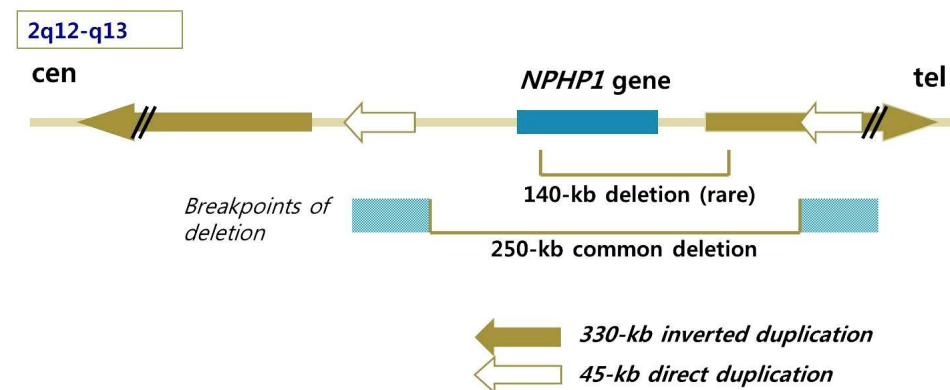 2q12-q13
cen
NPHP1 gene
tel
140-kb deletion (rare)
Breakpoints of
deletion
250-kb common deletion
330-kb inverted duplication
45-kb direct duplication